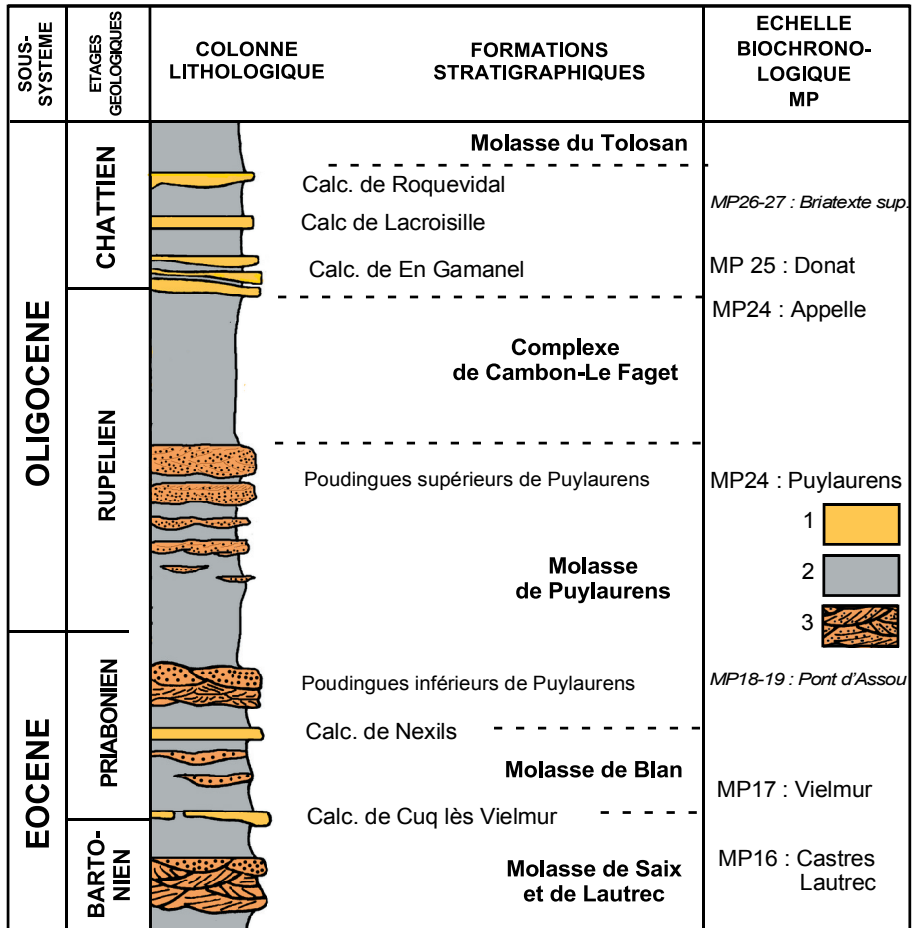 SOUS-
SYSTEME
ETAGES
GEOLOGIQUES
COLONNE
LITHOLOGIQUE
FORMATIONS
STRATIGRAPHIQUES
ECHELLE
BIOCHRONO-
LOGIQUE
MP
OLIGOCENE
EOCENE
CHATTIEN
RUPELIEN
PRIABONIEN
BARTO-
NIEN
Molasse du Tolosan
Calc. de Roquevidal
Calc de Lacroisille
Calc. de En Gamanel
Complexe
de Cambon-Le Faget
Poudingues supérieurs de Puylaurens
Molasse
de Puylaurens
Poudingues inférieurs de Puylaurens
Calc. de Nexils
Molasse de Blan
Calc. de Cuq lès Vielmur
Molasse de Saix
et de Lautrec
MP26-27 : Briatexte sup.
MP 25 : Donat
MP24 : Appelle
MP24 : Puylaurens
1
2
3
MP18-19 : Pont d'Assou
MP17 : Vielmur
MP16 : Castres
Lautrec